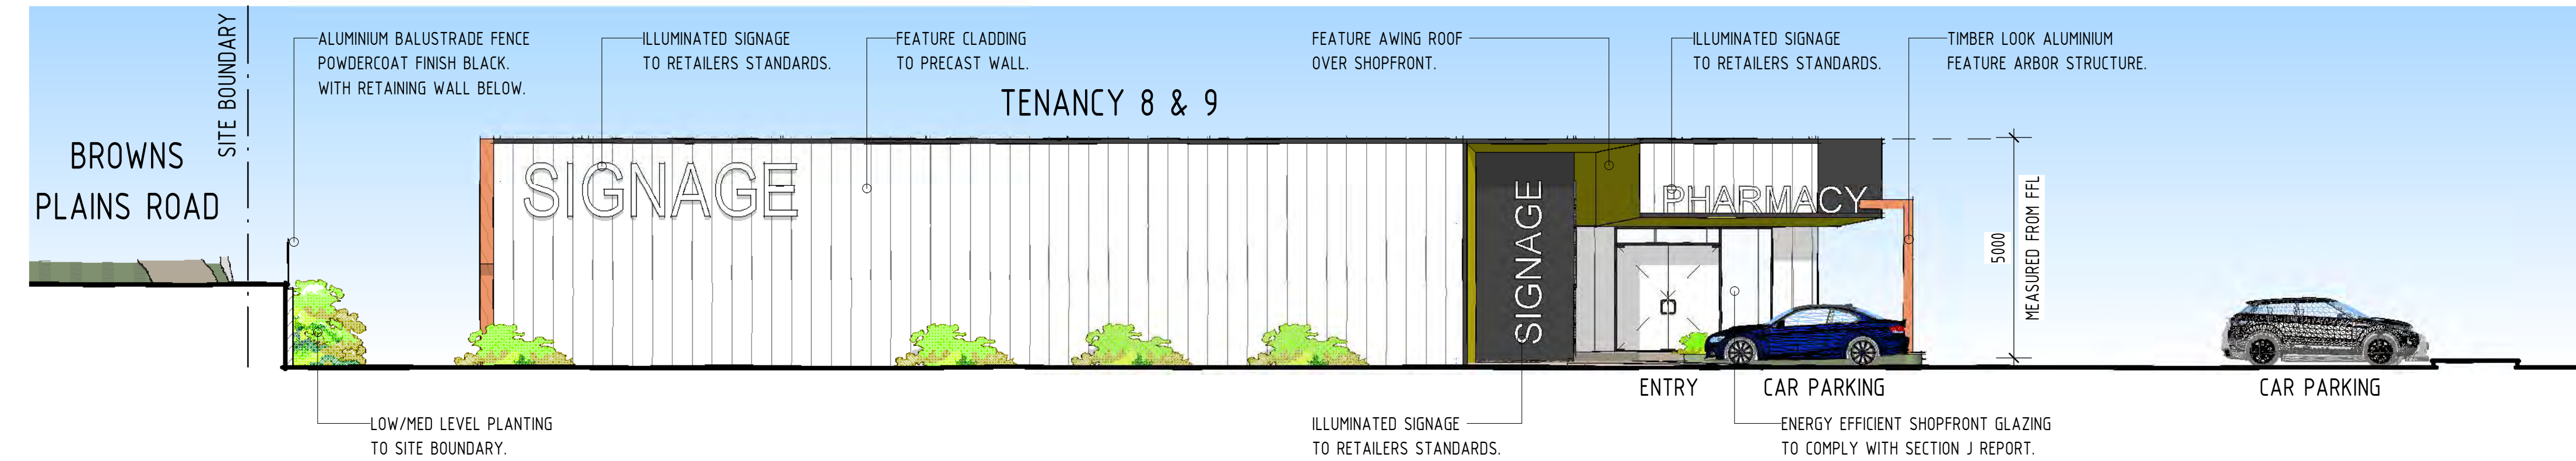 SITE BOUNDARY
ALUMINIUM BALUSTRADE FENCE
POWDERCOAT FINISH BLACK.
WITH RETAINING WALL BELOW.
ILLUMINATED SIGNAGE
TO RETAILERS STANDARDS.
FEATURE CLADDING
TO PRECAST WALL.
FEATURE AWING ROOF
OVER SHOPFRONT.
ILLUMINATED SIGNAGE
TO RETAILERS STANDARDS.
TIMBER LOOK ALUMINIUM
FEATURE ARBOR STRUCTURE.
TENANCY 8 & 9
BROWNS
PLAINS ROAD
SIGNAGE
SIGNAGE
PHARMACY
5000
MEASURED FROM FFL
ENTRY
CAR PARKING
CAR PARKING
LOW/MED LEVEL PLANTING
TO SITE BOUNDARY.
ILLUMINATED SIGNAGE
TO RETAILERS STANDARDS.
ENERGY EFFICIENT SHOPFRONT GLAZING
TO COMPLY WITH SECTION J REPORT.